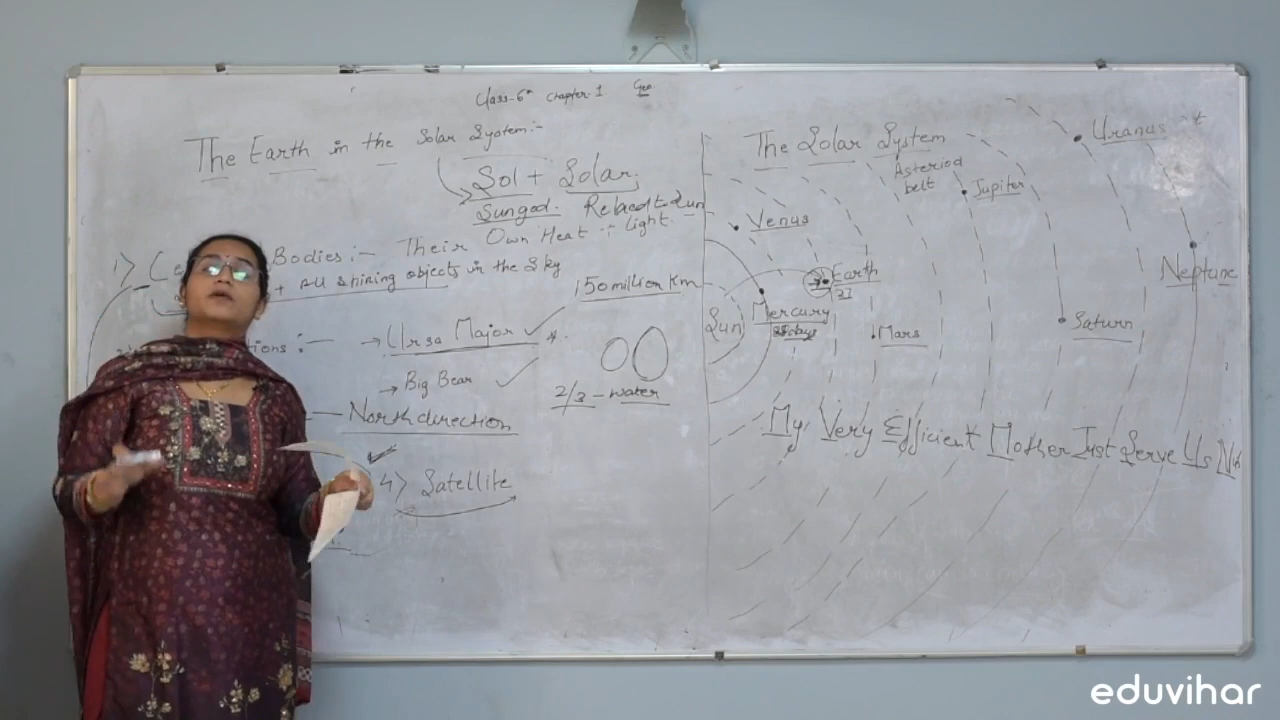 Class-6th Chapter-1 Geo
The Earth in the Solar System:-
Sol + Solar
Sungod. Related Sun
Bodies:- Their Own Heat + light
+ All shining objects in the Sky
150 million Km
tions:- → Ursa Major
→ Big Bear
2/3 - water
North direction
4) Satellite
The Solar System
Uranus
Asteriod
belt
Jupiter
Venus
Neptune
Earth
Sun
Mercury
Mars
Saturn
My Very Efficient Mother Just Serve Us
eduvihar